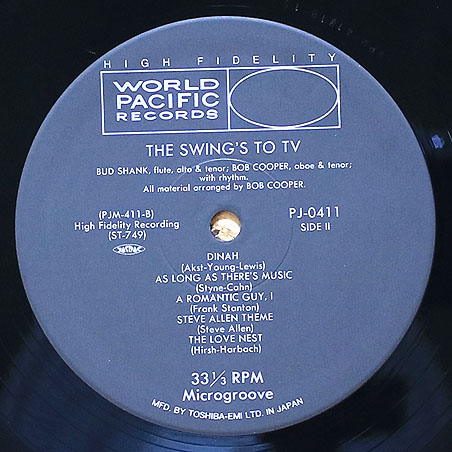 HIGH FIDELITY
WORLD
PACIFIC
RECORDS
THE SWING'S TO TV
BUD SHANK, flute, alto & tenor; BOB COOPER, oboe & tenor;
with rhythm.
All material arranged by BOB COOPER.
(PJM-411-B)
High Fidelity Recording
(ST-749)
PJ-0411
SIDE II
DINAH
(Akst-Young-Lewis)
AS LONG AS THERE'S MUSIC
(Styne-Cahn)
A ROMANTIC GUY, I
(Frank Stanton)
STEVE ALLEN THEME
(Steve Allen)
THE LOVE NEST
(Hirsh-Harbach)
33 1/3 RPM
Microgroove
MFD. BY TOSHIBA-EMI LTD. IN JAPAN